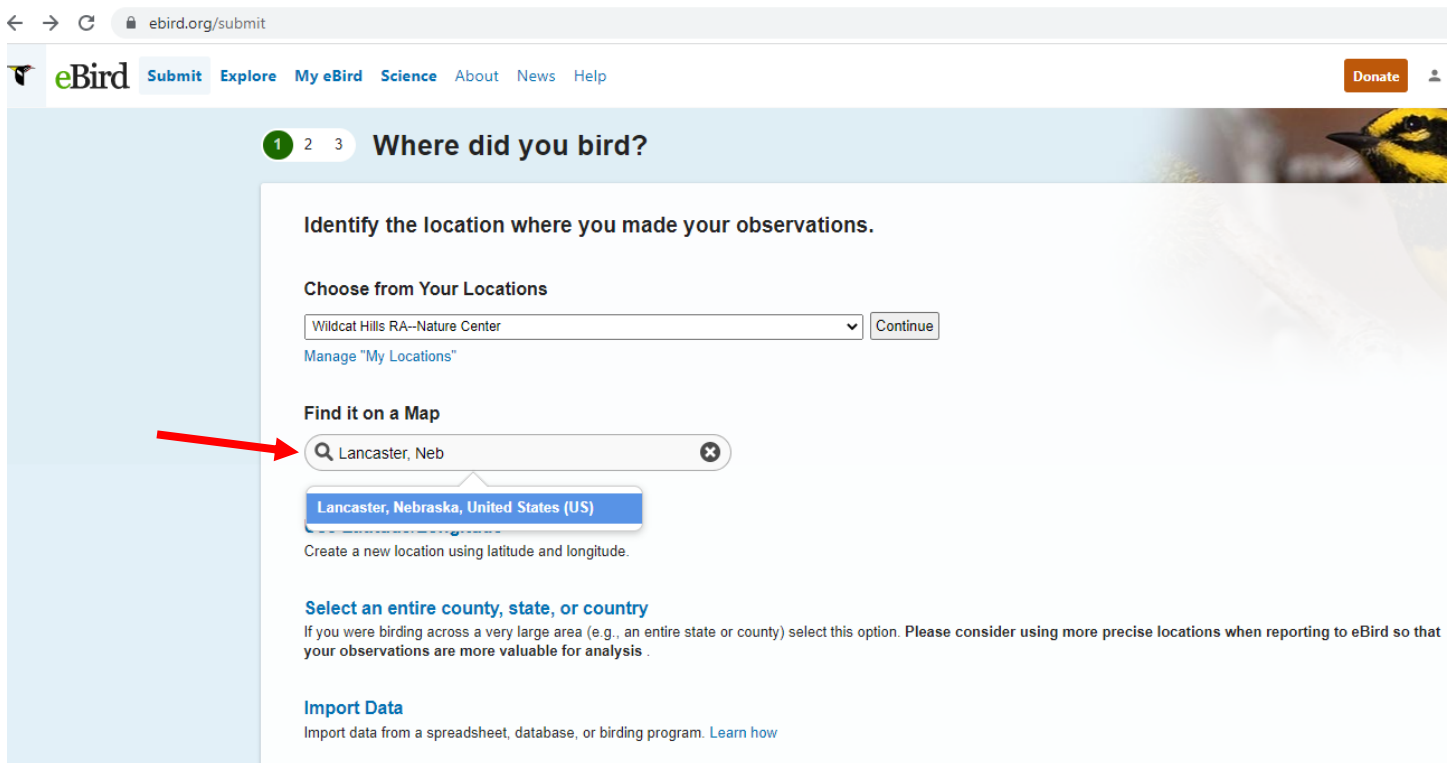 ebird.org/submit
eBird Submit Explore My eBird Science About News Help Donate
1 2 3 Where did you bird?
Identify the location where you made your observations.
Choose from Your Locations
Wildcat Hills RA--Nature Center Continue
Manage "My Locations"
Find it on a Map
Lancaster, Neb
Lancaster, Nebraska, United States (US)
Create a new location using latitude and longitude.
Select an entire county, state, or country
If you were birding across a very large area (e.g., an entire state or county) select this option. Please consider using more precise locations when reporting to eBird so that
your observations are more valuable for analysis .
Import Data
Import data from a spreadsheet, database, or birding program. Learn how